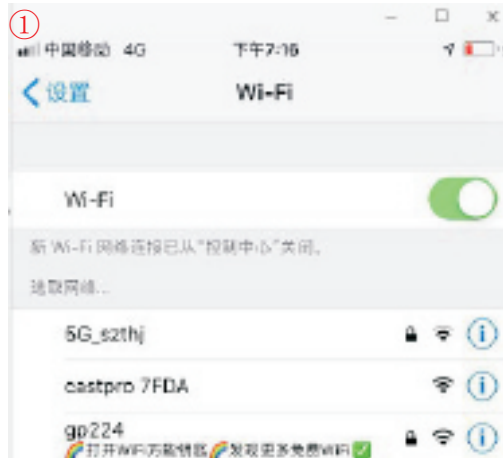 ①
中国移动 4G 下午7:16
设置 Wi-Fi
Wi-Fi
新 Wi-Fi 网络连接已从“控制中心”关闭。
选取网络...
5G_szthj
castpro 7FDA
gp224
🌈打开WiFi万能钥匙🌈发现更多免费WiFi✅